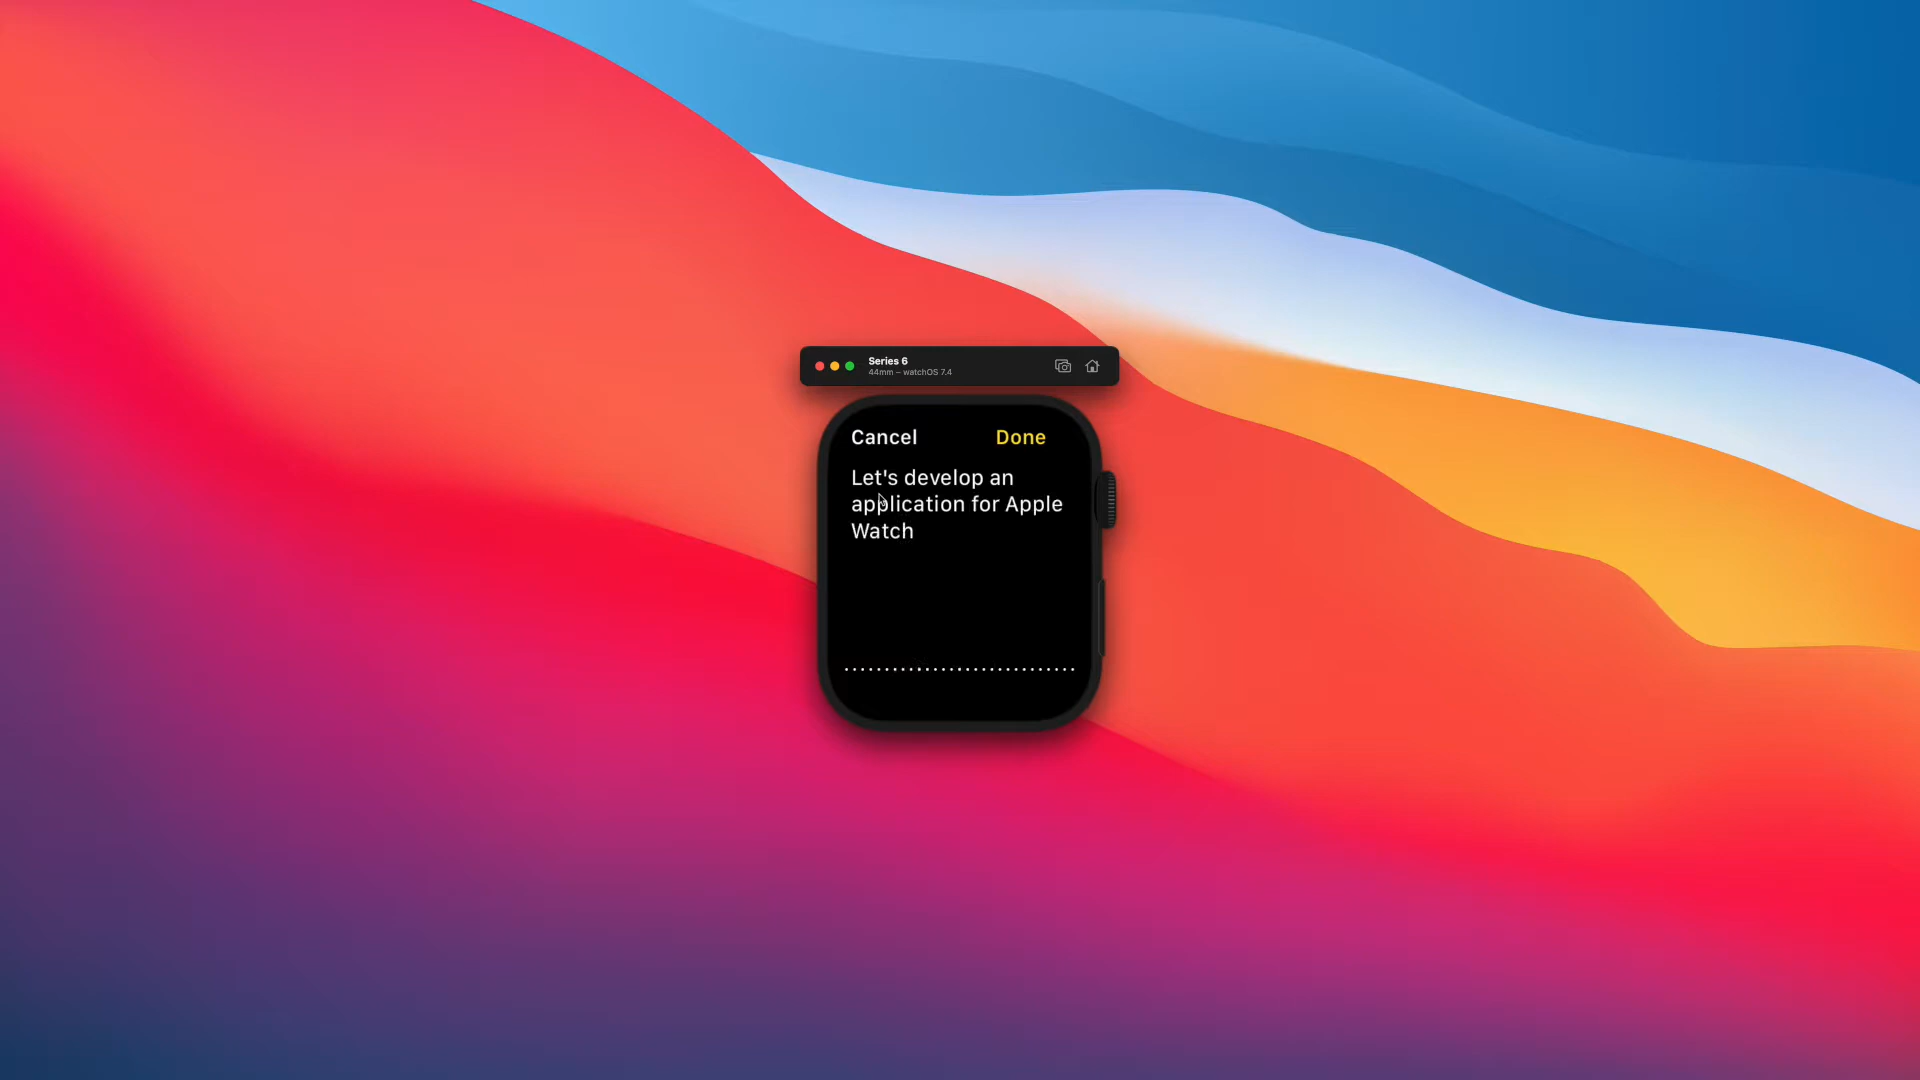 Series 6
44mm – watchOS 7.4
Cancel Done
Let's develop an
application for Apple
Watch